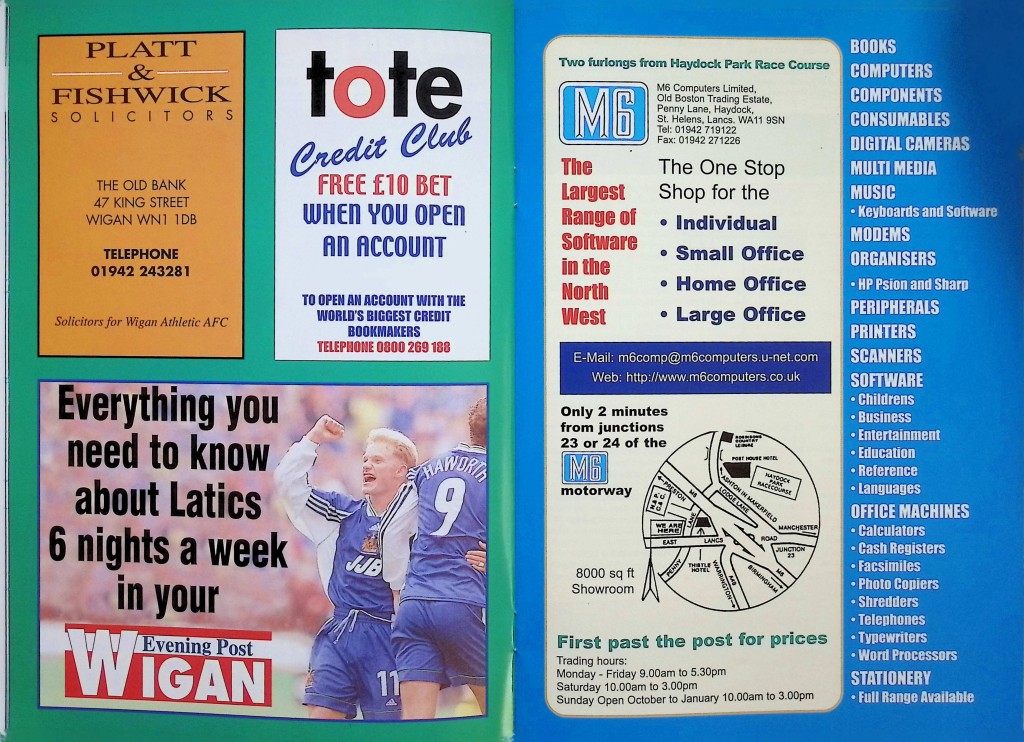 PLATT
&
FISHWICK
SOLICITORS
THE OLD BANK
47 KING STREET
WIGAN WN1 1DB
TELEPHONE
01942 243281
Solicitors for Wigan Athletic AFC
tote
Credit Club
FREE £10 BET
WHEN YOU OPEN
AN ACCOUNT
TO OPEN AN ACCOUNT WITH THE
WORLD'S BIGGEST CREDIT
BOOKMAKERS
TELEPHONE 0800 269 188
Everything you
need to know
about Latics
6 nights a week
in your
Evening Post
WIGAN
HAWORTH
9
JJB
11
Two furlongs from Haydock Park Race Course
M6
M6 Computers Limited,
Old Boston Trading Estate,
Penny Lane, Haydock,
St. Helens, Lancs. WA11 9SN
Tel: 01942 719122
Fax: 01942 271226
The
Largest
Range of
Software
in the
North
West
The One Stop
Shop for the
• Individual
• Small Office
• Home Office
• Large Office
E-Mail: m6comp@m6computers.u-net.com
Web: http://www.m6computers.co.uk
Only 2 minutes
from junctions
23 or 24 of the
M6
motorway
ROBINSONS
COUNTRY
LEISURE
POST HOUSE HOTEL
HAYDOCK
PARK
RACECOURSE
PRESTON
M6
ASHTON IN MAKERFIELD
LODGE LANE
LANE
WE ARE
HERE!
MANCHESTER
EAST
LANCS
ROAD
JUNCTION
23
PENNY
THISTLE
HOTEL
WARRINGTON
A49
BIRMINGHAM
M6
8000 sq ft
Showroom
First past the post for prices
Trading hours:
Monday - Friday 9.00am to 5.30pm
Saturday 10.00am to 3.00pm
Sunday Open October to January 10.00am to 3.00pm
BOOKS
COMPUTERS
COMPONENTS
CONSUMABLES
DIGITAL CAMERAS
MULTI MEDIA
MUSIC
• Keyboards and Software
MODEMS
ORGANISERS
• HP Psion and Sharp
PERIPHERALS
PRINTERS
SCANNERS
SOFTWARE
• Childrens
• Business
• Entertainment
• Education
• Reference
• Languages
OFFICE MACHINES
• Calculators
• Cash Registers
• Facsimiles
• Photo Copiers
• Shredders
• Telephones
• Typewriters
• Word Processors
STATIONERY
• Full Range Available